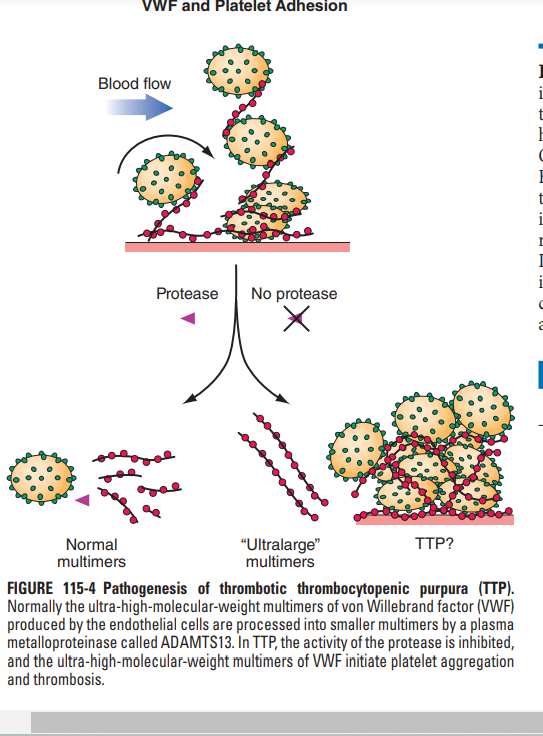 VWF and Platelet Adhesion
Blood flow
Protease
No protease
Normal
multimers
"Ultralarge"
multimers
TTP?
FIGURE 115-4 Pathogenesis of thrombotic thrombocytopenic purpura (TTP).
Normally the ultra-high-molecular-weight multimers of von Willebrand factor (VWF)
produced by the endothelial cells are processed into smaller multimers by a plasma
metalloproteinase called ADAMTS13. In TTP, the activity of the protease is inhibited,
and the ultra-high-molecular-weight multimers of VWF initiate platelet aggregation
and thrombosis.